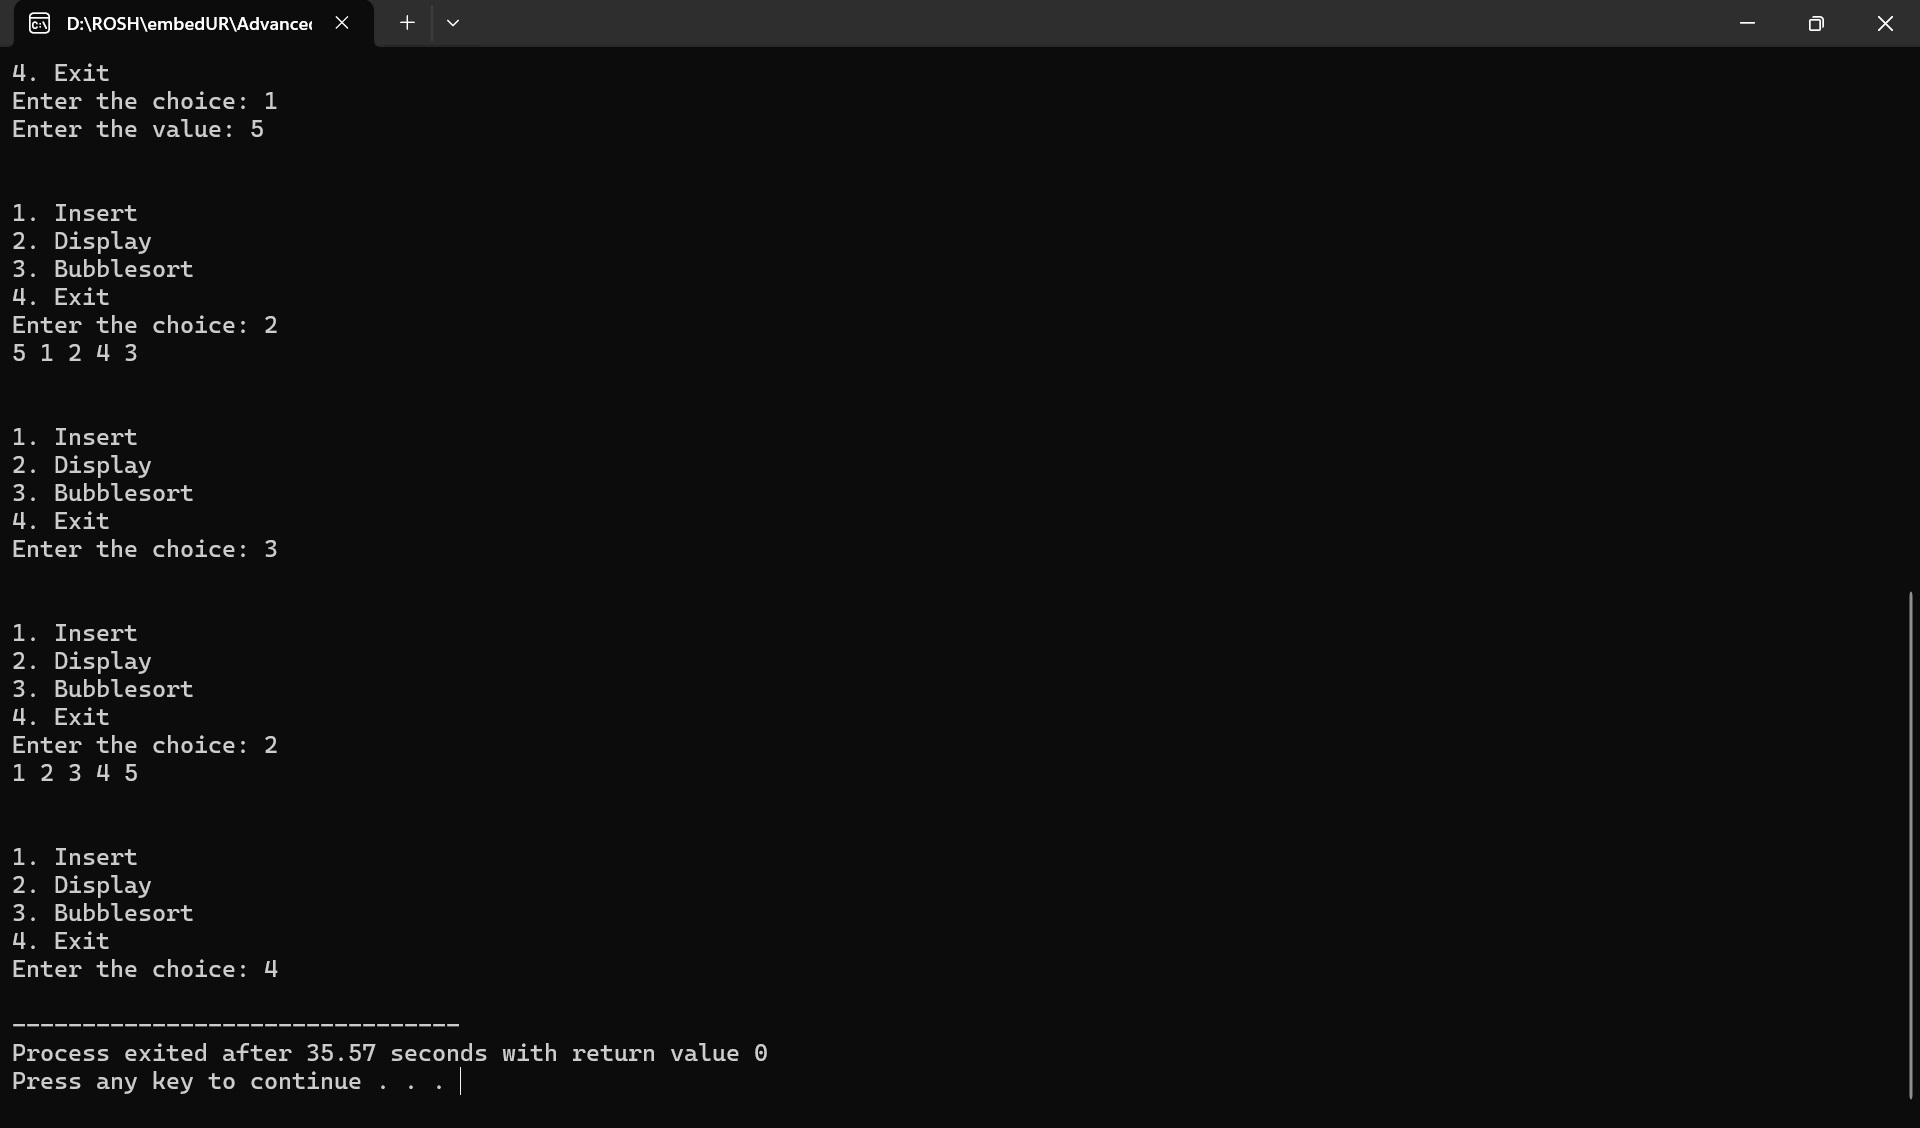 D:\ROSH\embedUR\Advanced
4. Exit
Enter the choice: 1
Enter the value: 5
1. Insert
2. Display
3. Bubblesort
4. Exit
Enter the choice: 2
5 1 2 4 3
1. Insert
2. Display
3. Bubblesort
4. Exit
Enter the choice: 3
1. Insert
2. Display
3. Bubblesort
4. Exit
Enter the choice: 2
1 2 3 4 5
1. Insert
2. Display
3. Bubblesort
4. Exit
Enter the choice: 4
--------------------------------
Process exited after 35.57 seconds with return value 0
Press any key to continue . . .